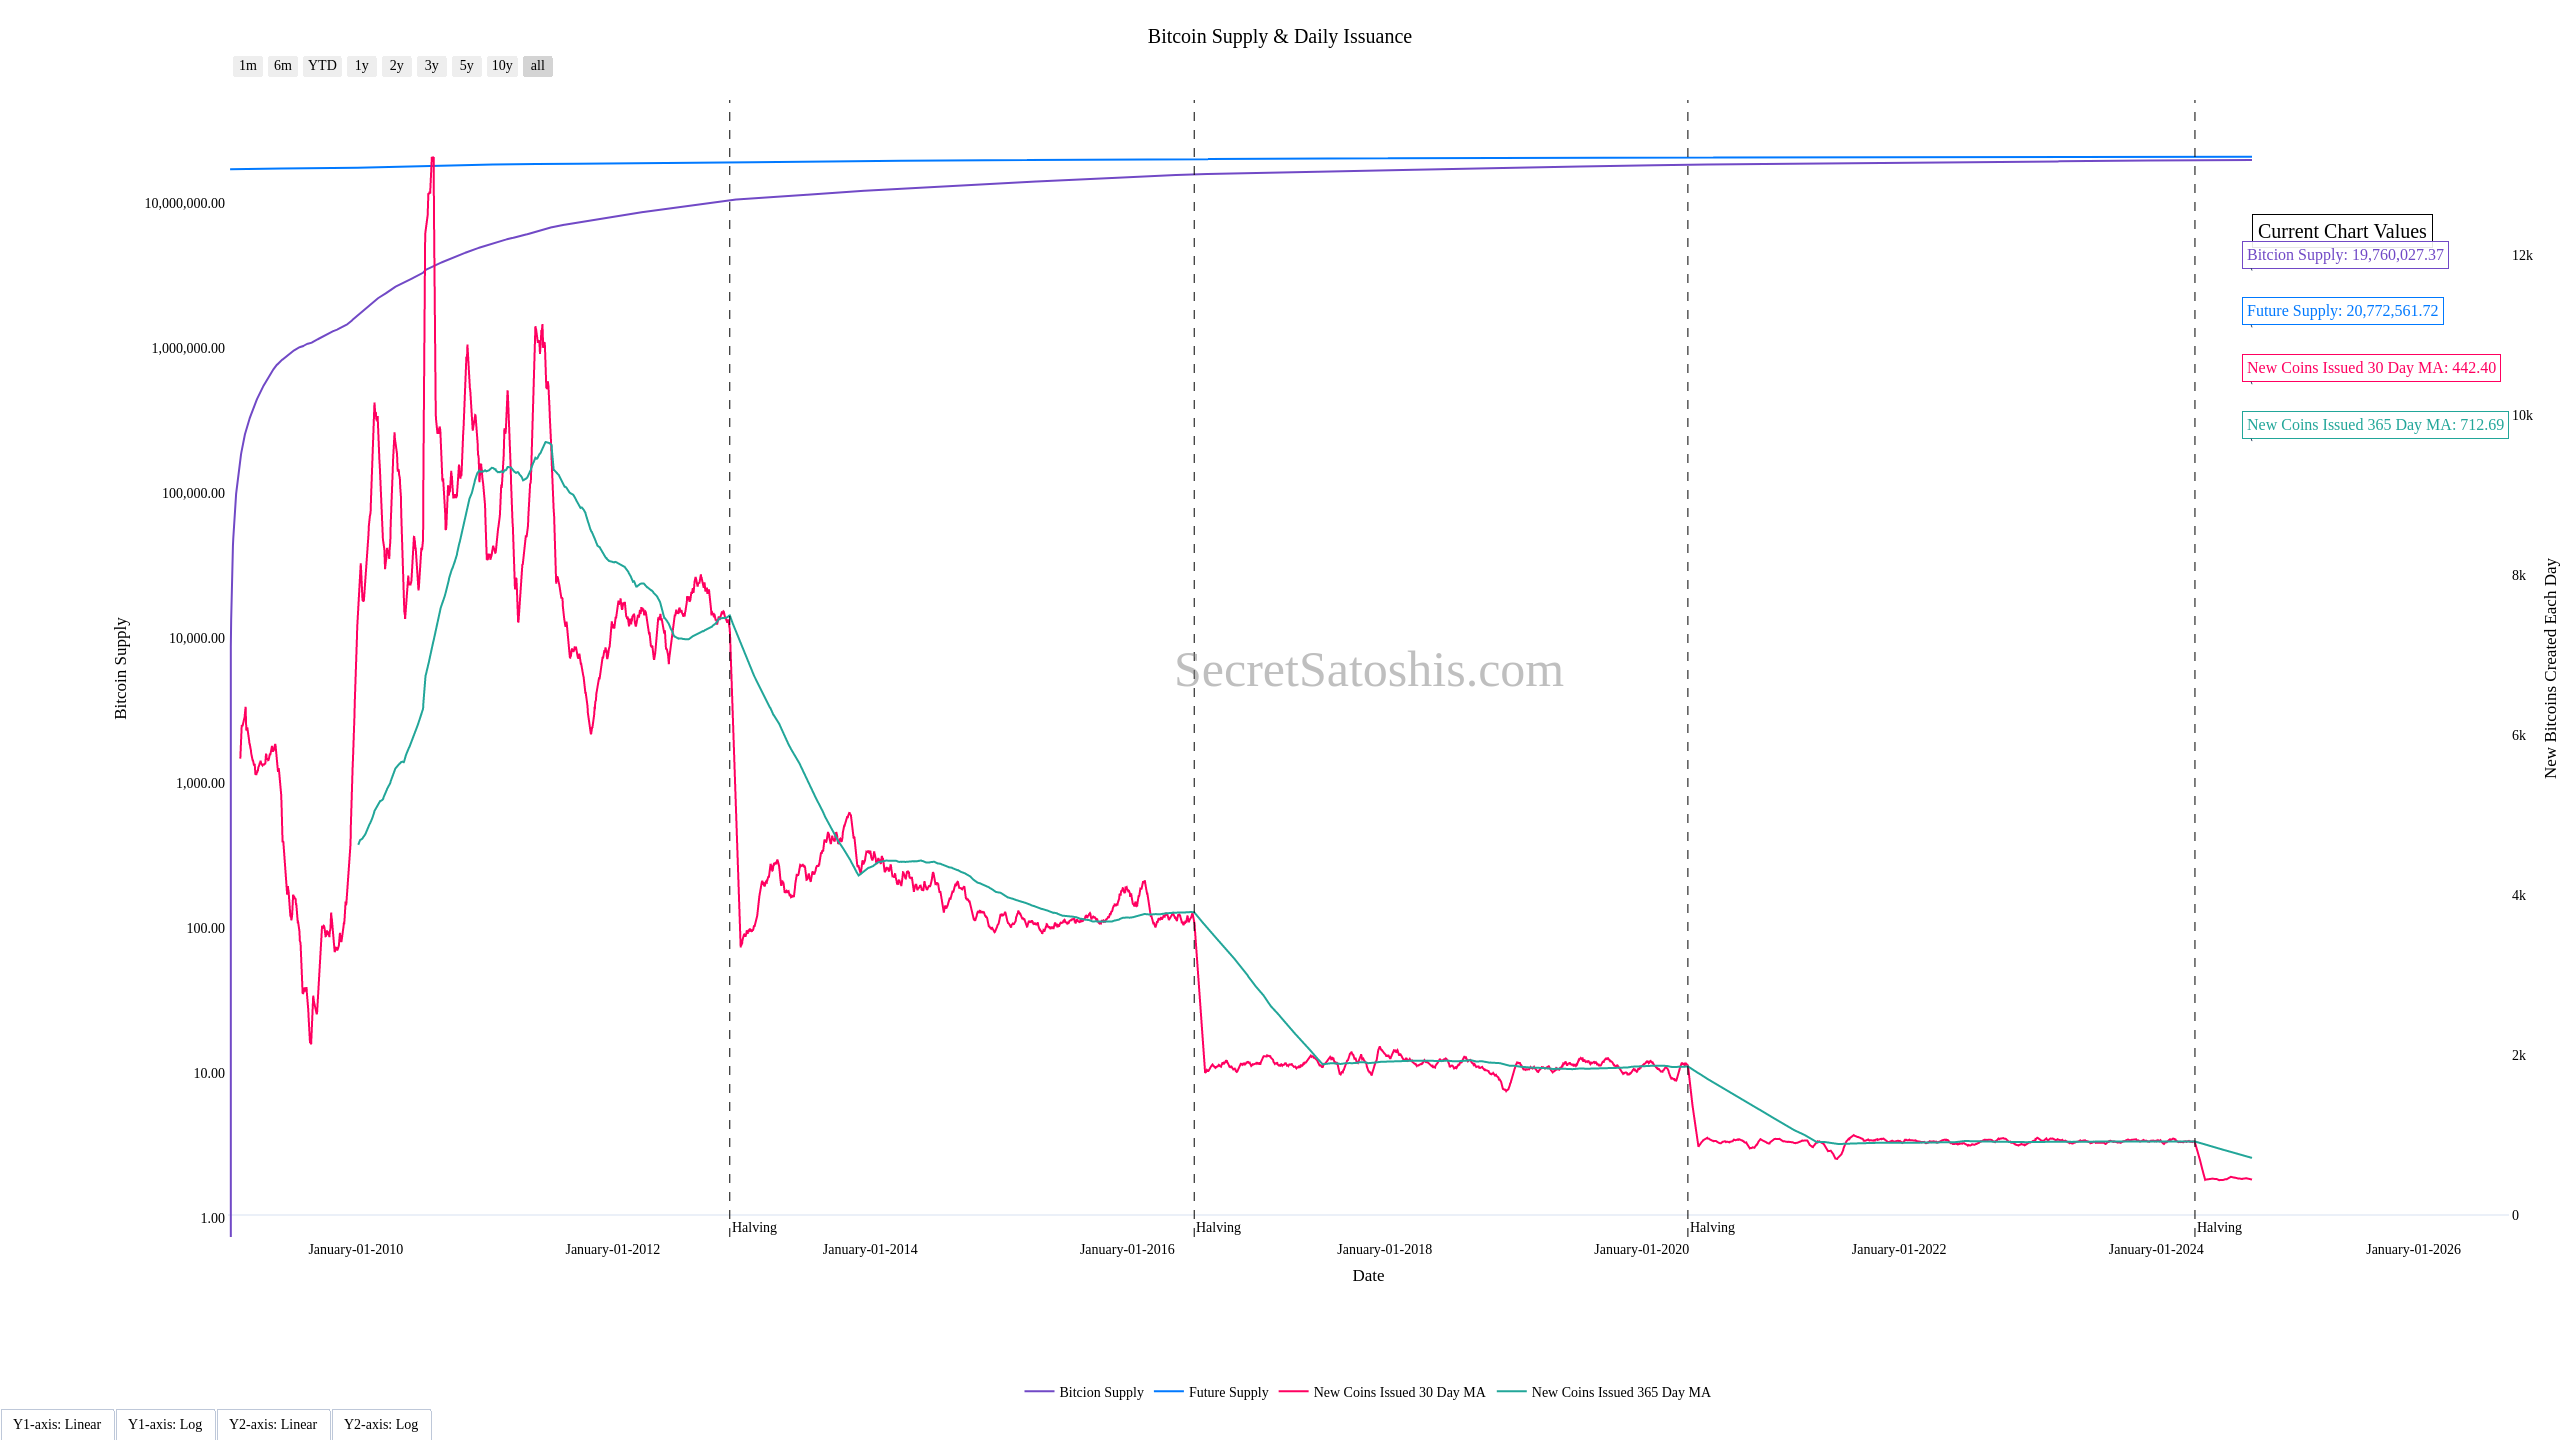 Bitcoin Supply & Daily Issuance
1m 6m YTD 1y 2y 3y 5y 10y all
10,000,000.00
1,000,000.00
100,000.00
10,000.00
1,000.00
100.00
10.00
1.00
Bitcoin Supply
Current Chart Values
Bitcion Supply: 19,760,027.37
Future Supply: 20,772,561.72
New Coins Issued 30 Day MA: 442.40
New Coins Issued 365 Day MA: 712.69
12k
10k
8k
6k
4k
2k
0
New Bitcoins Created Each Day
SecretSatoshis.com
Halving Halving Halving Halving
January-01-2010 January-01-2012 January-01-2014 January-01-2016 January-01-2018 January-01-2020 January-01-2022 January-01-2024 January-01-2026
Date
Bitcion Supply Future Supply New Coins Issued 30 Day MA New Coins Issued 365 Day MA
Y1-axis: Linear Y1-axis: Log Y2-axis: Linear Y2-axis: Log